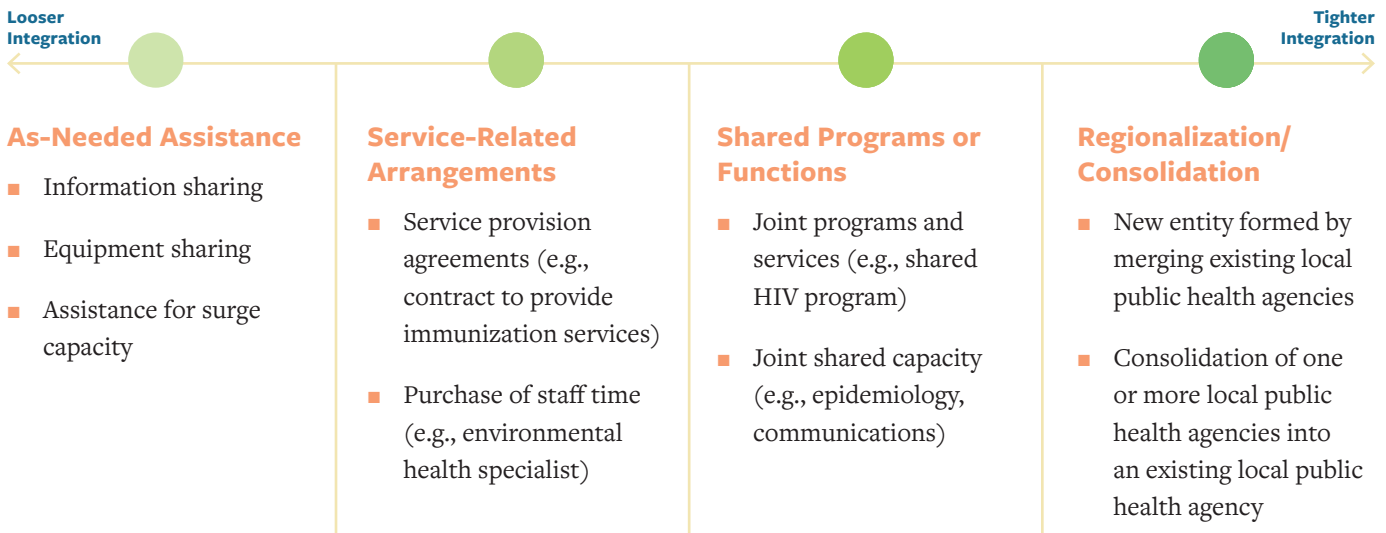 Looser
Integration
Tighter
Integration
As-Needed Assistance
■ Information sharing
■ Equipment sharing
■ Assistance for surge
capacity
Service-Related
Arrangements
■ Service provision
agreements (e.g.,
contract to provide
immunization services)
■ Purchase of staff time
(e.g., environmental
health specialist)
Shared Programs or
Functions
■ Joint programs and
services (e.g., shared
HIV program)
■ Joint shared capacity
(e.g., epidemiology,
communications)
Regionalization/
Consolidation
■ New entity formed by
merging existing local
public health agencies
■ Consolidation of one
or more local public
health agencies into
an existing local public
health agency